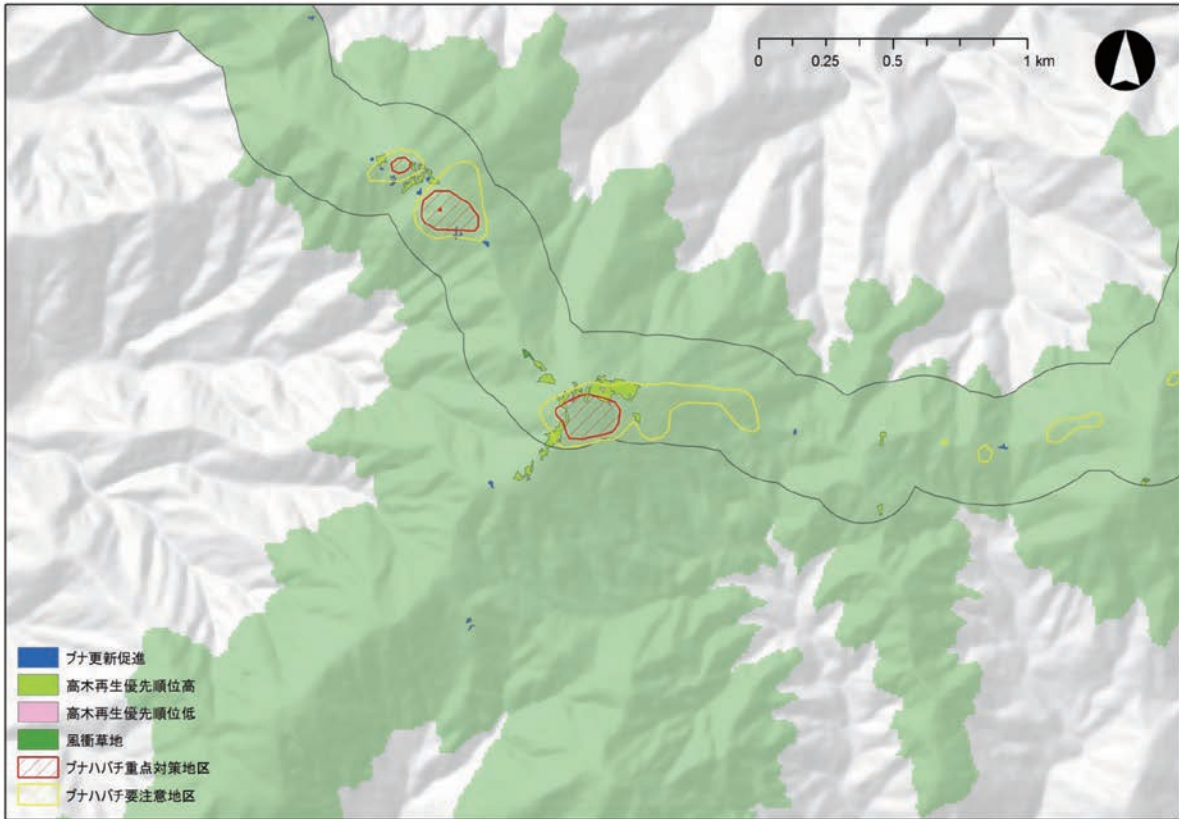 0 0.25 0.5 1 km
ブナ更新促進
高木再生優先順位高
高木再生優先順位低
風衝草地
ブナハバチ重点対策地区
ブナハバチ要注意地区